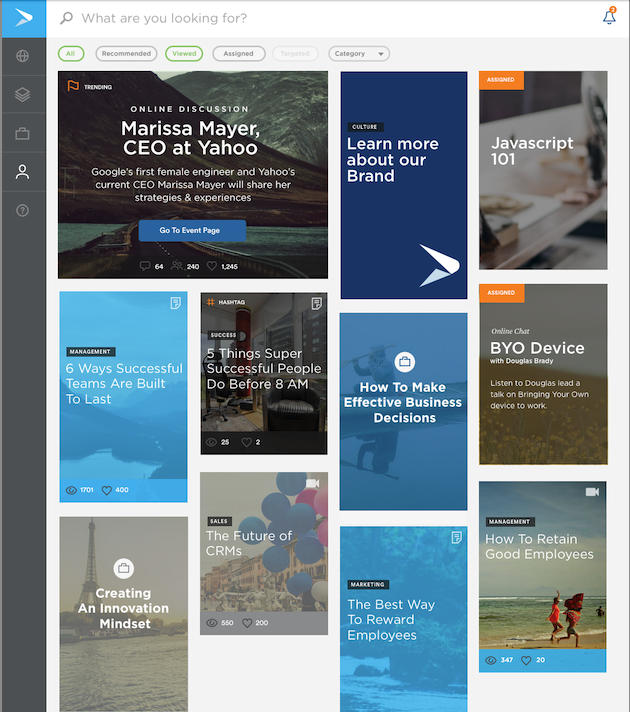 What are you looking for?
2
All
Recommended
Viewed
Assigned
Targeted
Category
TRENDING
ONLINE DISCUSSION
Marissa Mayer,
CEO at Yahoo
Google's first female engineer and Yahoo's
current CEO Marissa Mayer will share her
strategies & experiences
Go To Event Page
64
240
1,245
CULTURE
Learn more
about our
Brand
ASSIGNED
Javascript
101
MANAGEMENT
6 Ways Successful
Teams Are Built
To Last
1701
400
# HASHTAG
SUCCESS
5 Things Super
Successful People
Do Before 8 AM
25
2
How To Make
Effective Business
Decisions
ASSIGNED
Online Chat
BYO Device
with Douglas Brady
Listen to Douglas lead a
talk on Bringing Your Own
device to work.
Creating
An Innovation
Mindset
SALES
The Future of
CRMs
550
200
MARKETING
The Best Way
To Reward
Employees
MANAGEMENT
How To Retain
Good Employees
347
20